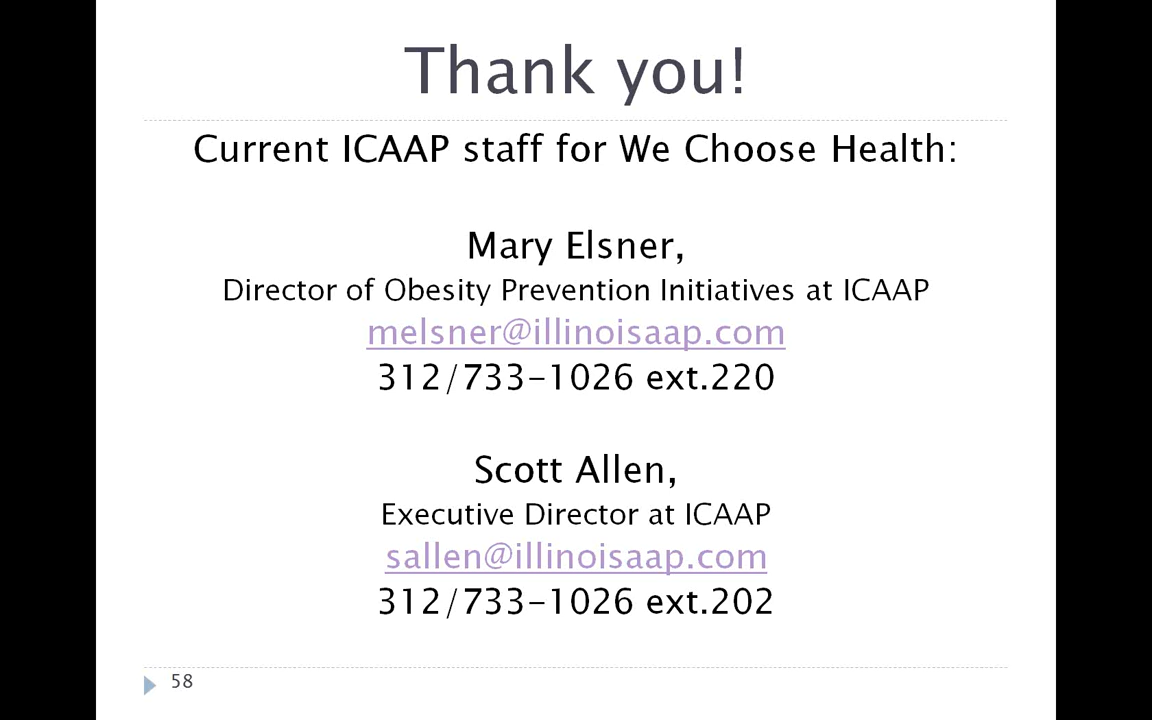 Thank you!
Current ICAAP staff for We Choose Health:
Mary Elsner,
Director of Obesity Prevention Initiatives at ICAAP
melsner@illinoisaap.com
312/733-1026 ext.220
Scott Allen,
Executive Director at ICAAP
sallen@illinoisaap.com
312/733-1026 ext.202
58